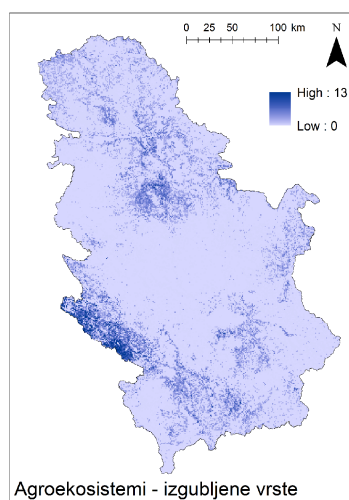 0 25 50 100 km
N
High : 13
Low : 0
Agroekosistemi - izgubljene vrste